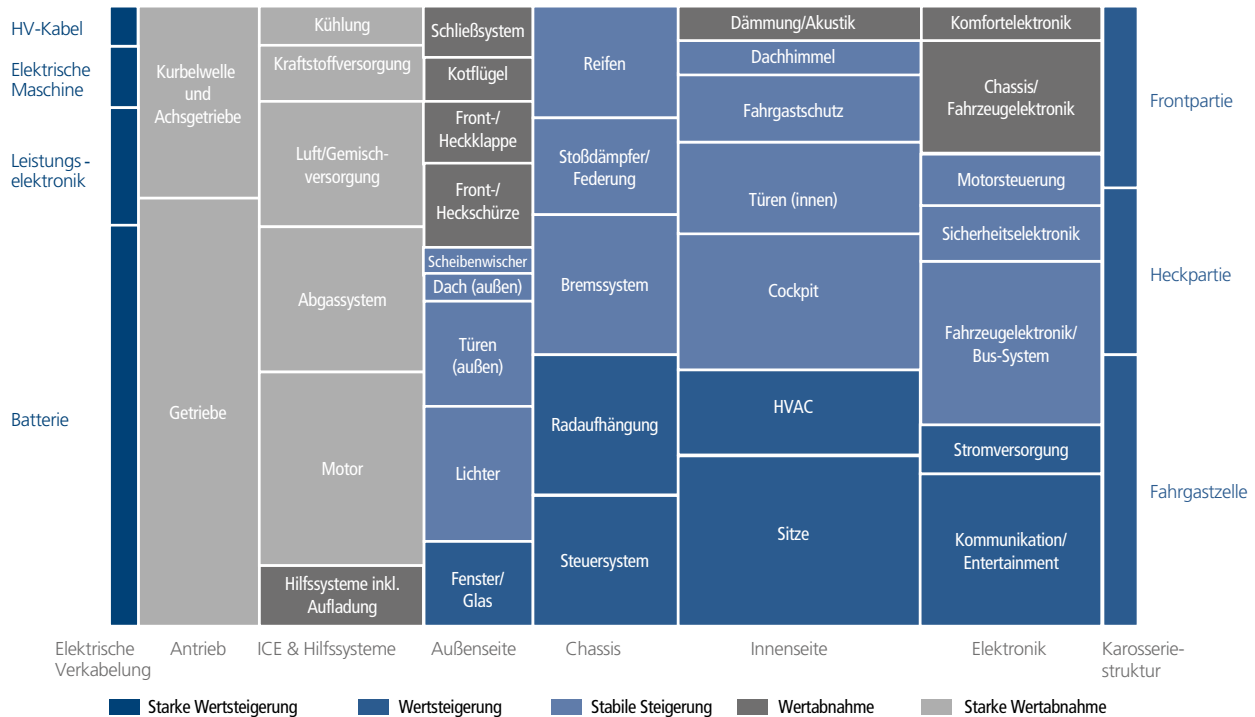 HV-Kabel
Elektrische
Maschine
Leistungs-
elektronik
Batterie
Kurbelwelle
und
Achsgetriebe
Getriebe
Kühlung
Kraftstoffversorgung
Luft/Gemisch-
versorgung
Abgassystem
Motor
Hilfssysteme inkl.
Aufladung
Schließsystem
Kotflügel
Front-/
Heckklappe
Front-/
Heckschürze
Scheibenwischer
Dach (außen)
Türen
(außen)
Lichter
Fenster/
Glas
Reifen
Stoßdämpfer/
Federung
Bremssystem
Radaufhängung
Steuersystem
Dämmung/Akustik
Dachhimmel
Fahrgastschutz
Türen (innen)
Cockpit
HVAC
Sitze
Komfortelektronik
Chassis/
Fahrzeugelektronik
Motorsteuerung
Sicherheitselektronik
Fahrzeugelektronik/
Bus-System
Stromversorgung
Kommunikation/
Entertainment
Frontpartie
Heckpartie
Fahrgastzelle
Elektrische
Verkabelung
Antrieb
ICE & Hilfssysteme
Außenseite
Chassis
Innenseite
Elektronik
Karosserie-
struktur
Starke Wertsteigerung
Wertsteigerung
Stabile Steigerung
Wertabnahme
Starke Wertabnahme